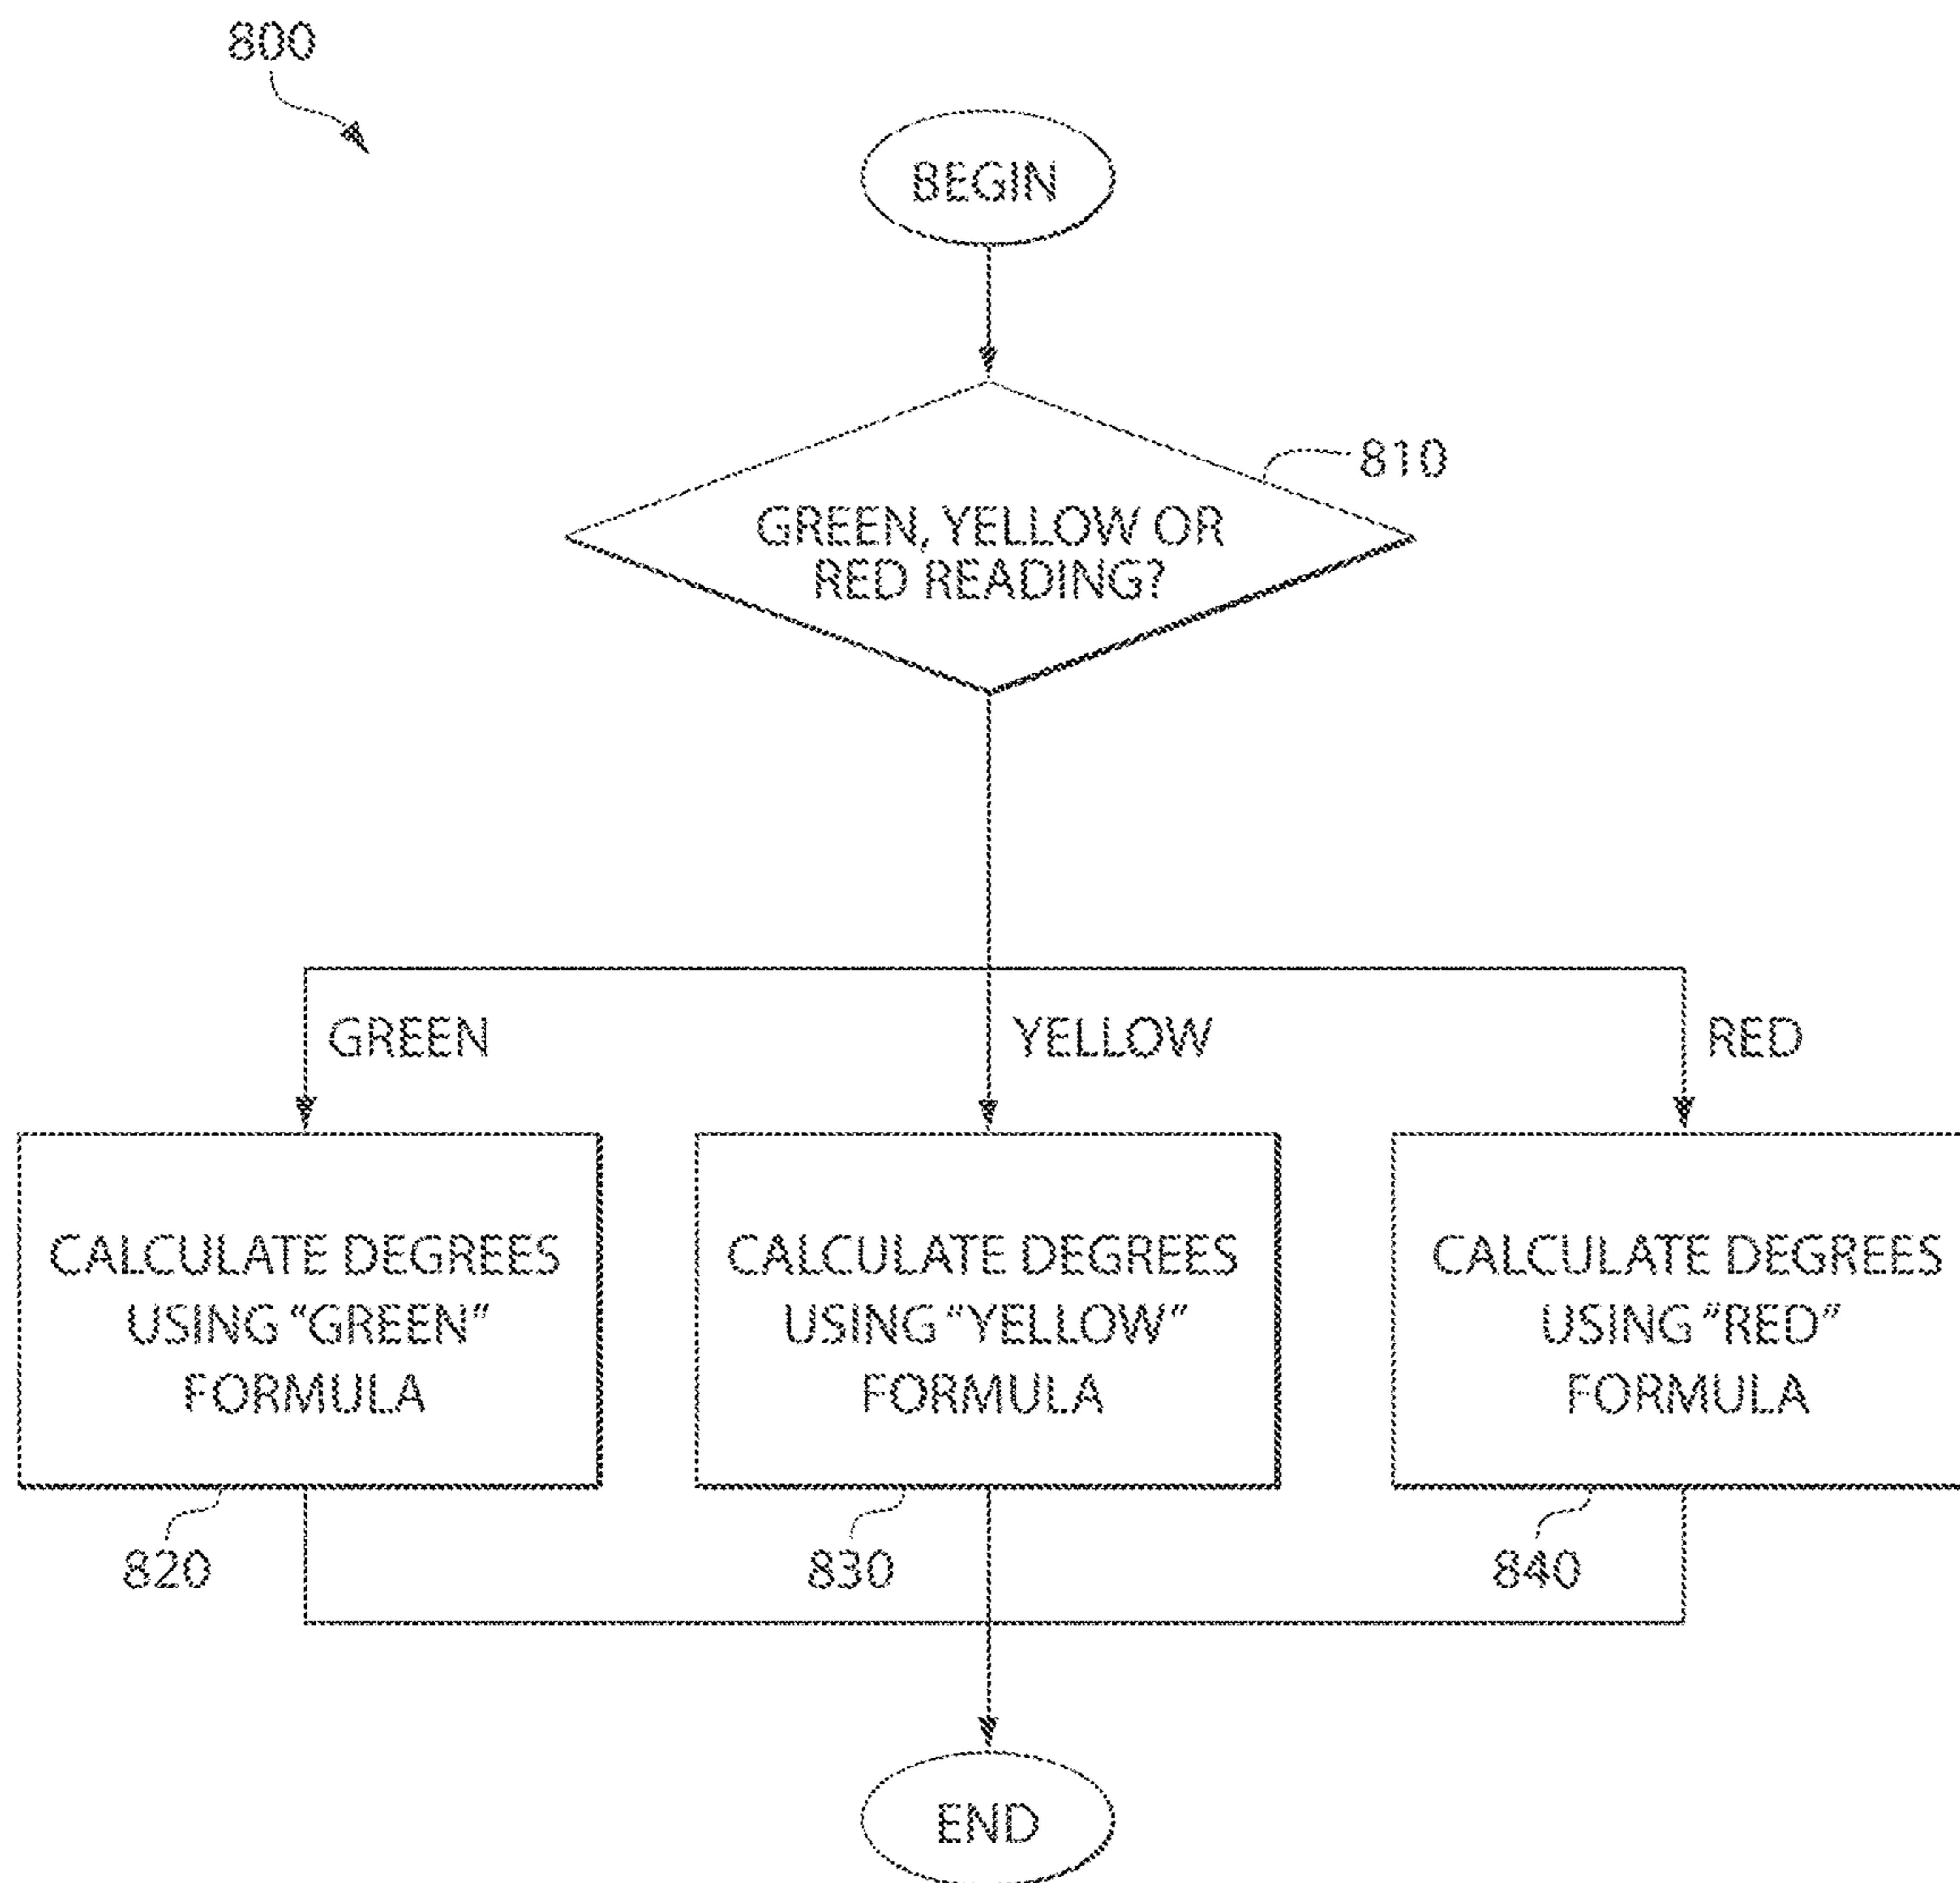 800
BEGIN
810
GREEN, YELLOW OR
RED READING?
GREEN
YELLOW
RED
CALCULATE DEGREES
USING “GREEN”
FORMULA
820
CALCULATE DEGREES
USING “YELLOW”
FORMULA
830
CALCULATE DEGREES
USING “RED”
FORMULA
840
END